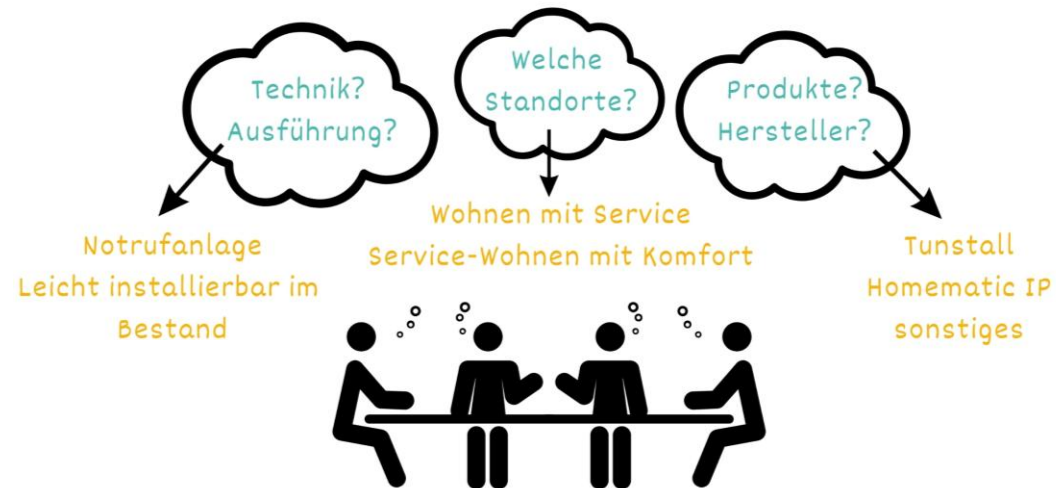 Technik?
Ausführung?
Welche
Standorte?
Produkte?
Hersteller?
Notrufanlage
Leicht installierbar im
Bestand
Wohnen mit Service
Service-Wohnen mit Komfort
Tunstall
Homematic IP
sonstiges